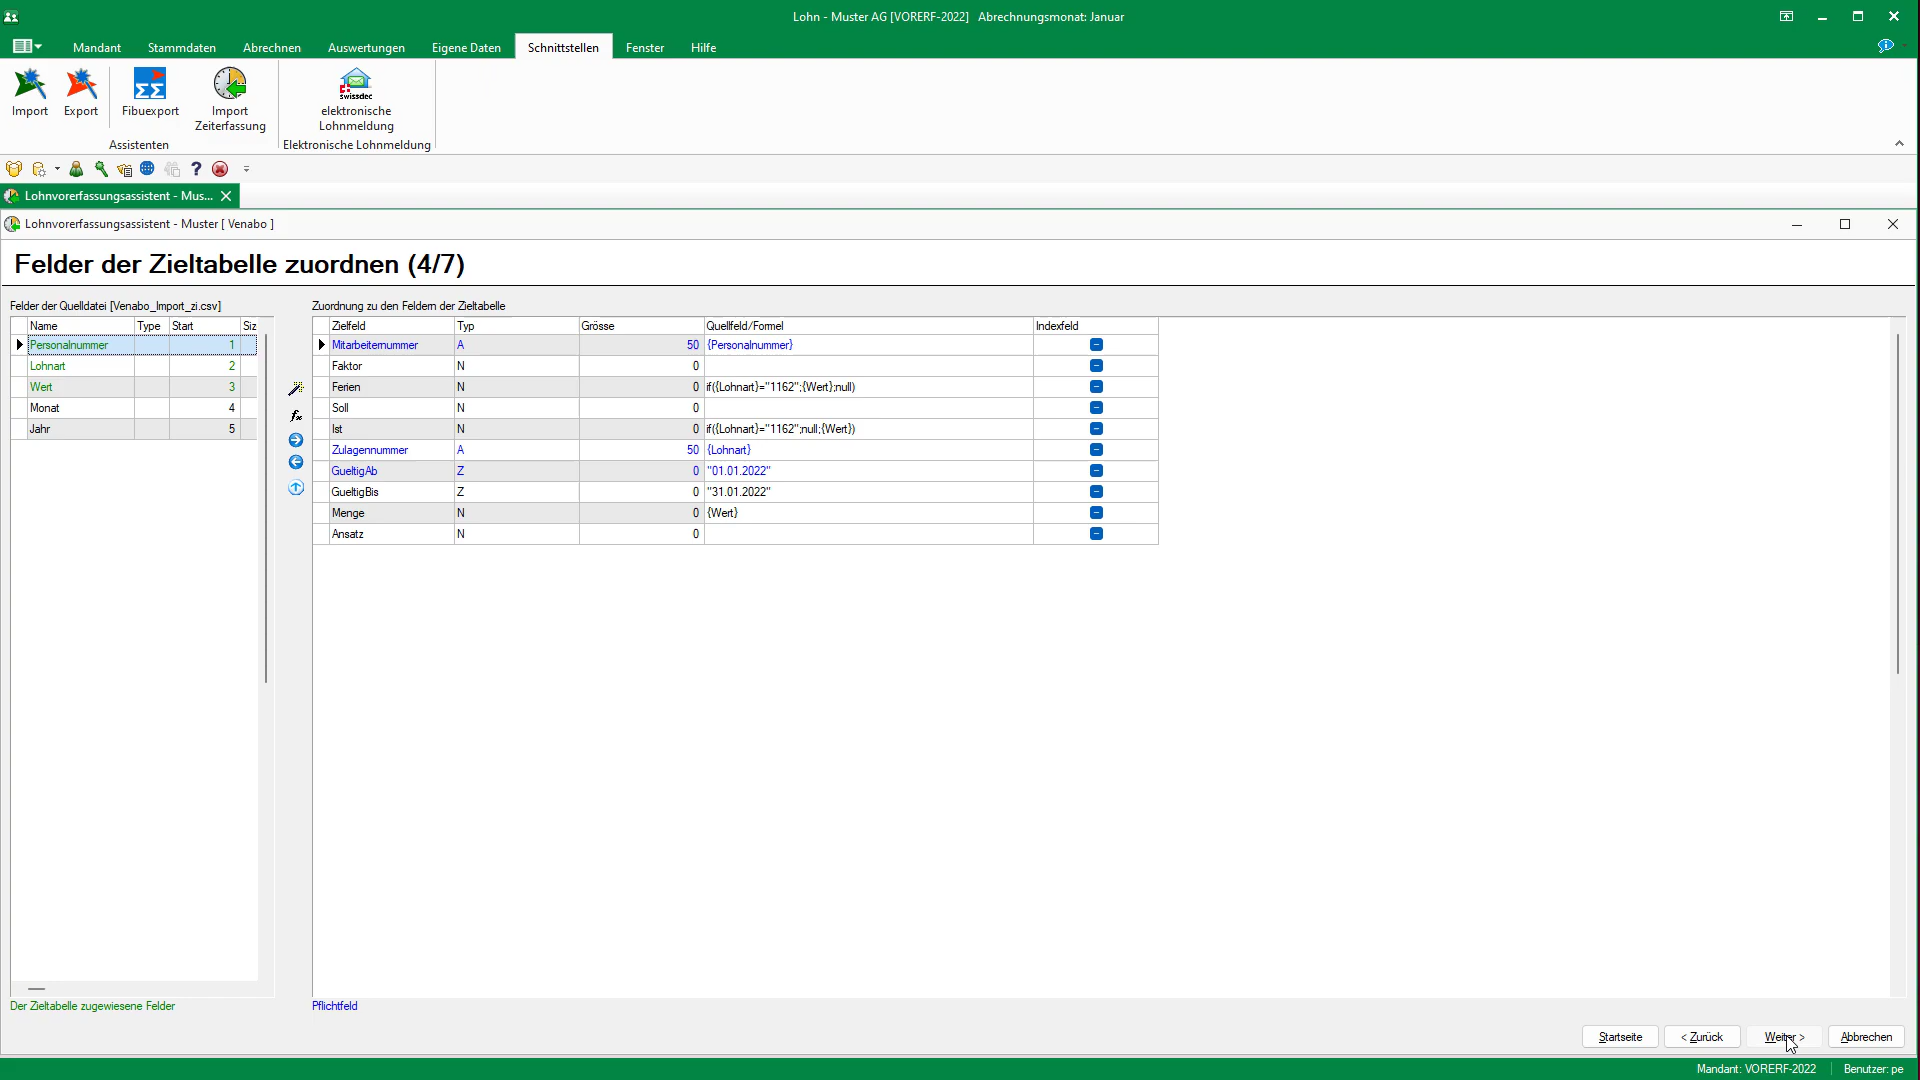 Lohn - Muster AG [VORERF-2022] Abrechnungsmonat: Januar
Mandant Stammdaten Abrechnen Auswertungen Eigene Daten Schnittstellen Fenster Hilfe
Import Export Fibuexport Import Zeiterfassung swissdec elektronische Lohnmeldung
Assistenten Elektronische Lohnmeldung
Lohnvorerfassungsassistent - Mus...
Lohnvorerfassungsassistent - Muster [ Venabo ]
Felder der Zieltabelle zuordnen (4/7)
Felder der Quelldatei [Venabo_Import_zi.csv]
Name Type Start Siz
Personalnummer 1
Lohnart 2
Wert 3
Monat 4
Jahr 5
Zuordnung zu den Feldern der Zieltabelle
Zielfeld Typ Grösse Quellfeld/Formel Indexfeld
Mitarbeiternummer A 50 {Personalnummer}
Faktor N 0
Ferien N 0 if({Lohnart}="1162";{Wert};null)
Soll N 0
Ist N 0 if({Lohnart}="1162";null;{Wert})
Zulagennummer A 50 {Lohnart}
GueltigAb Z 0 "01.01.2022"
GueltigBis Z 0 "31.01.2022"
Menge N 0 {Wert}
Ansatz N 0
Der Zieltabelle zugewiesene Felder
Pflichtfeld
Startseite < Zurück Weiter > Abbrechen
Mandant: VORERF-2022 Benutzer: pe